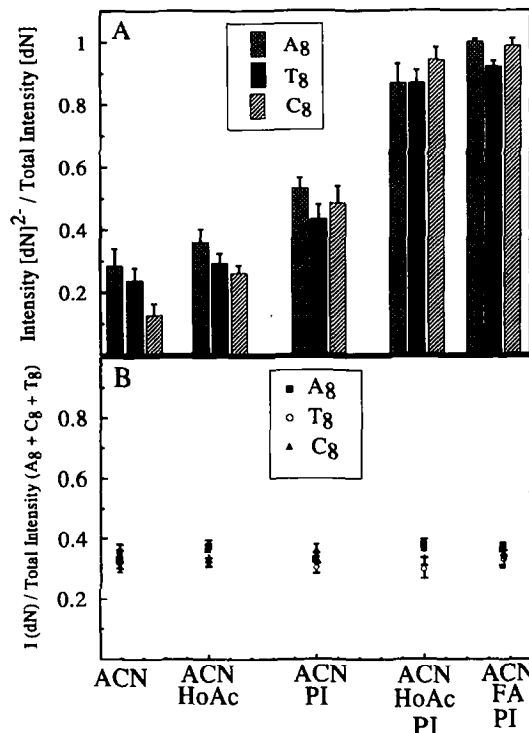 A
A8
T8
C8
Intensity [dN]2- / Total Intensity [dN]
1
0.8
0.6
0.4
0.2
B
A8
T8
C8
I (dN) / Total Intensity (A8 + C8 + T8)
0.8
0.6
0.4
0.2
ACN
ACN
HoAc
ACN
PI
ACN
HoAc
PI
ACN
FA
PI